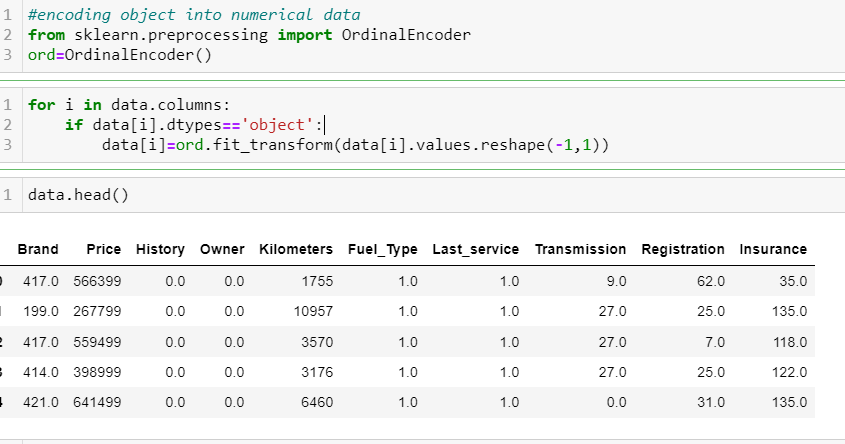 1 #encoding object into numerical data
2 from sklearn.preprocessing import OrdinalEncoder
3 ord=OrdinalEncoder()
1 for i in data.columns:
2 if data[i].dtypes=='object':
3 data[i]=ord.fit_transform(data[i].values.reshape(-1,1))
1 data.head()
Brand Price History Owner Kilometers Fuel_Type Last_service Transmission Registration Insurance
417.0 566399 0.0 0.0 1755 1.0 1.0 9.0 62.0 35.0
199.0 267799 0.0 0.0 10957 1.0 1.0 27.0 25.0 135.0
417.0 559499 0.0 0.0 3570 1.0 1.0 27.0 7.0 118.0
414.0 398999 0.0 0.0 3176 1.0 1.0 27.0 25.0 122.0
421.0 641499 0.0 0.0 6460 1.0 1.0 0.0 31.0 135.0